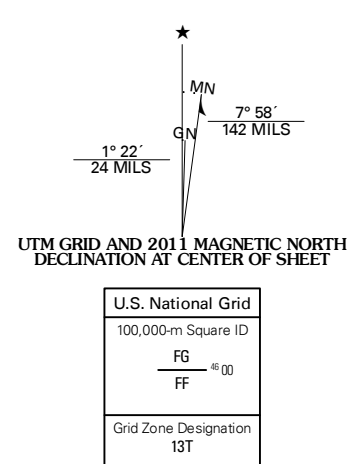 ★
MN
7° 58´
142 MILS
GN
1° 22´
24 MILS
UTM GRID AND 2011 MAGNETIC NORTH
DECLINATION AT CENTER OF SHEET
U.S. National Grid
100,000-m Square ID
FG
46 00
FF
Grid Zone Designation
13T